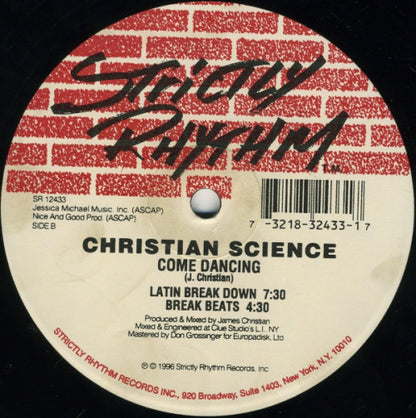 STRICTLY
RHYTHM
T.M.
SR 12433
Jessica Michael Music. Inc. (ASCAP)
Nice And Good Prod. (ASCAP)
SIDE B
7 -3218-32433-1 7
CHRISTIAN SCIENCE
COME DANCING
(J. Christian)
LATIN BREAK DOWN 7:30
BREAK BEATS 4:30
Produced & Mixed by James Christian
Mixed & Engineered at Clue Studio's L.I. NY
Mastered by Don Grossinger for Europadisk, Ltd
℗ © 1996 Strictly Rhythm Records, Inc
STRICTLY RHYTHM RECORDS INC., 920 Broadway, Suite 1403, New York, N.Y. 10010